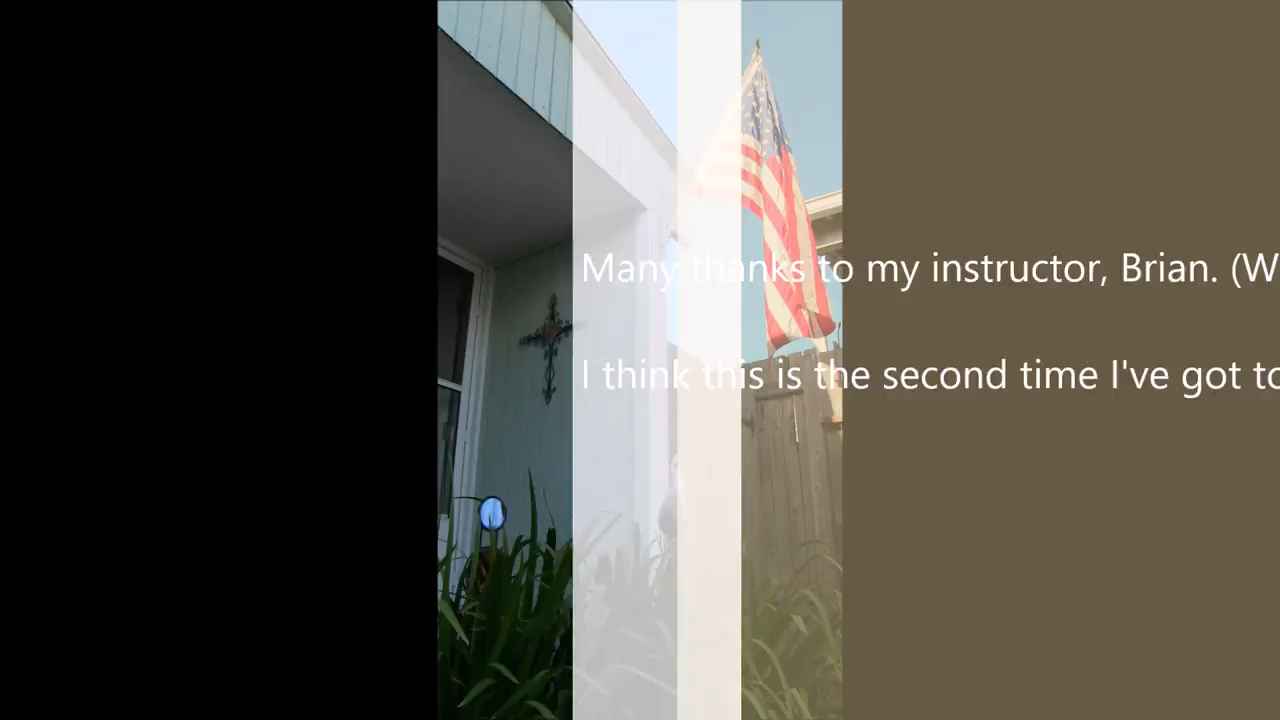 Many thanks to my instructor, Brian. (W
I think this is the second time I've got to